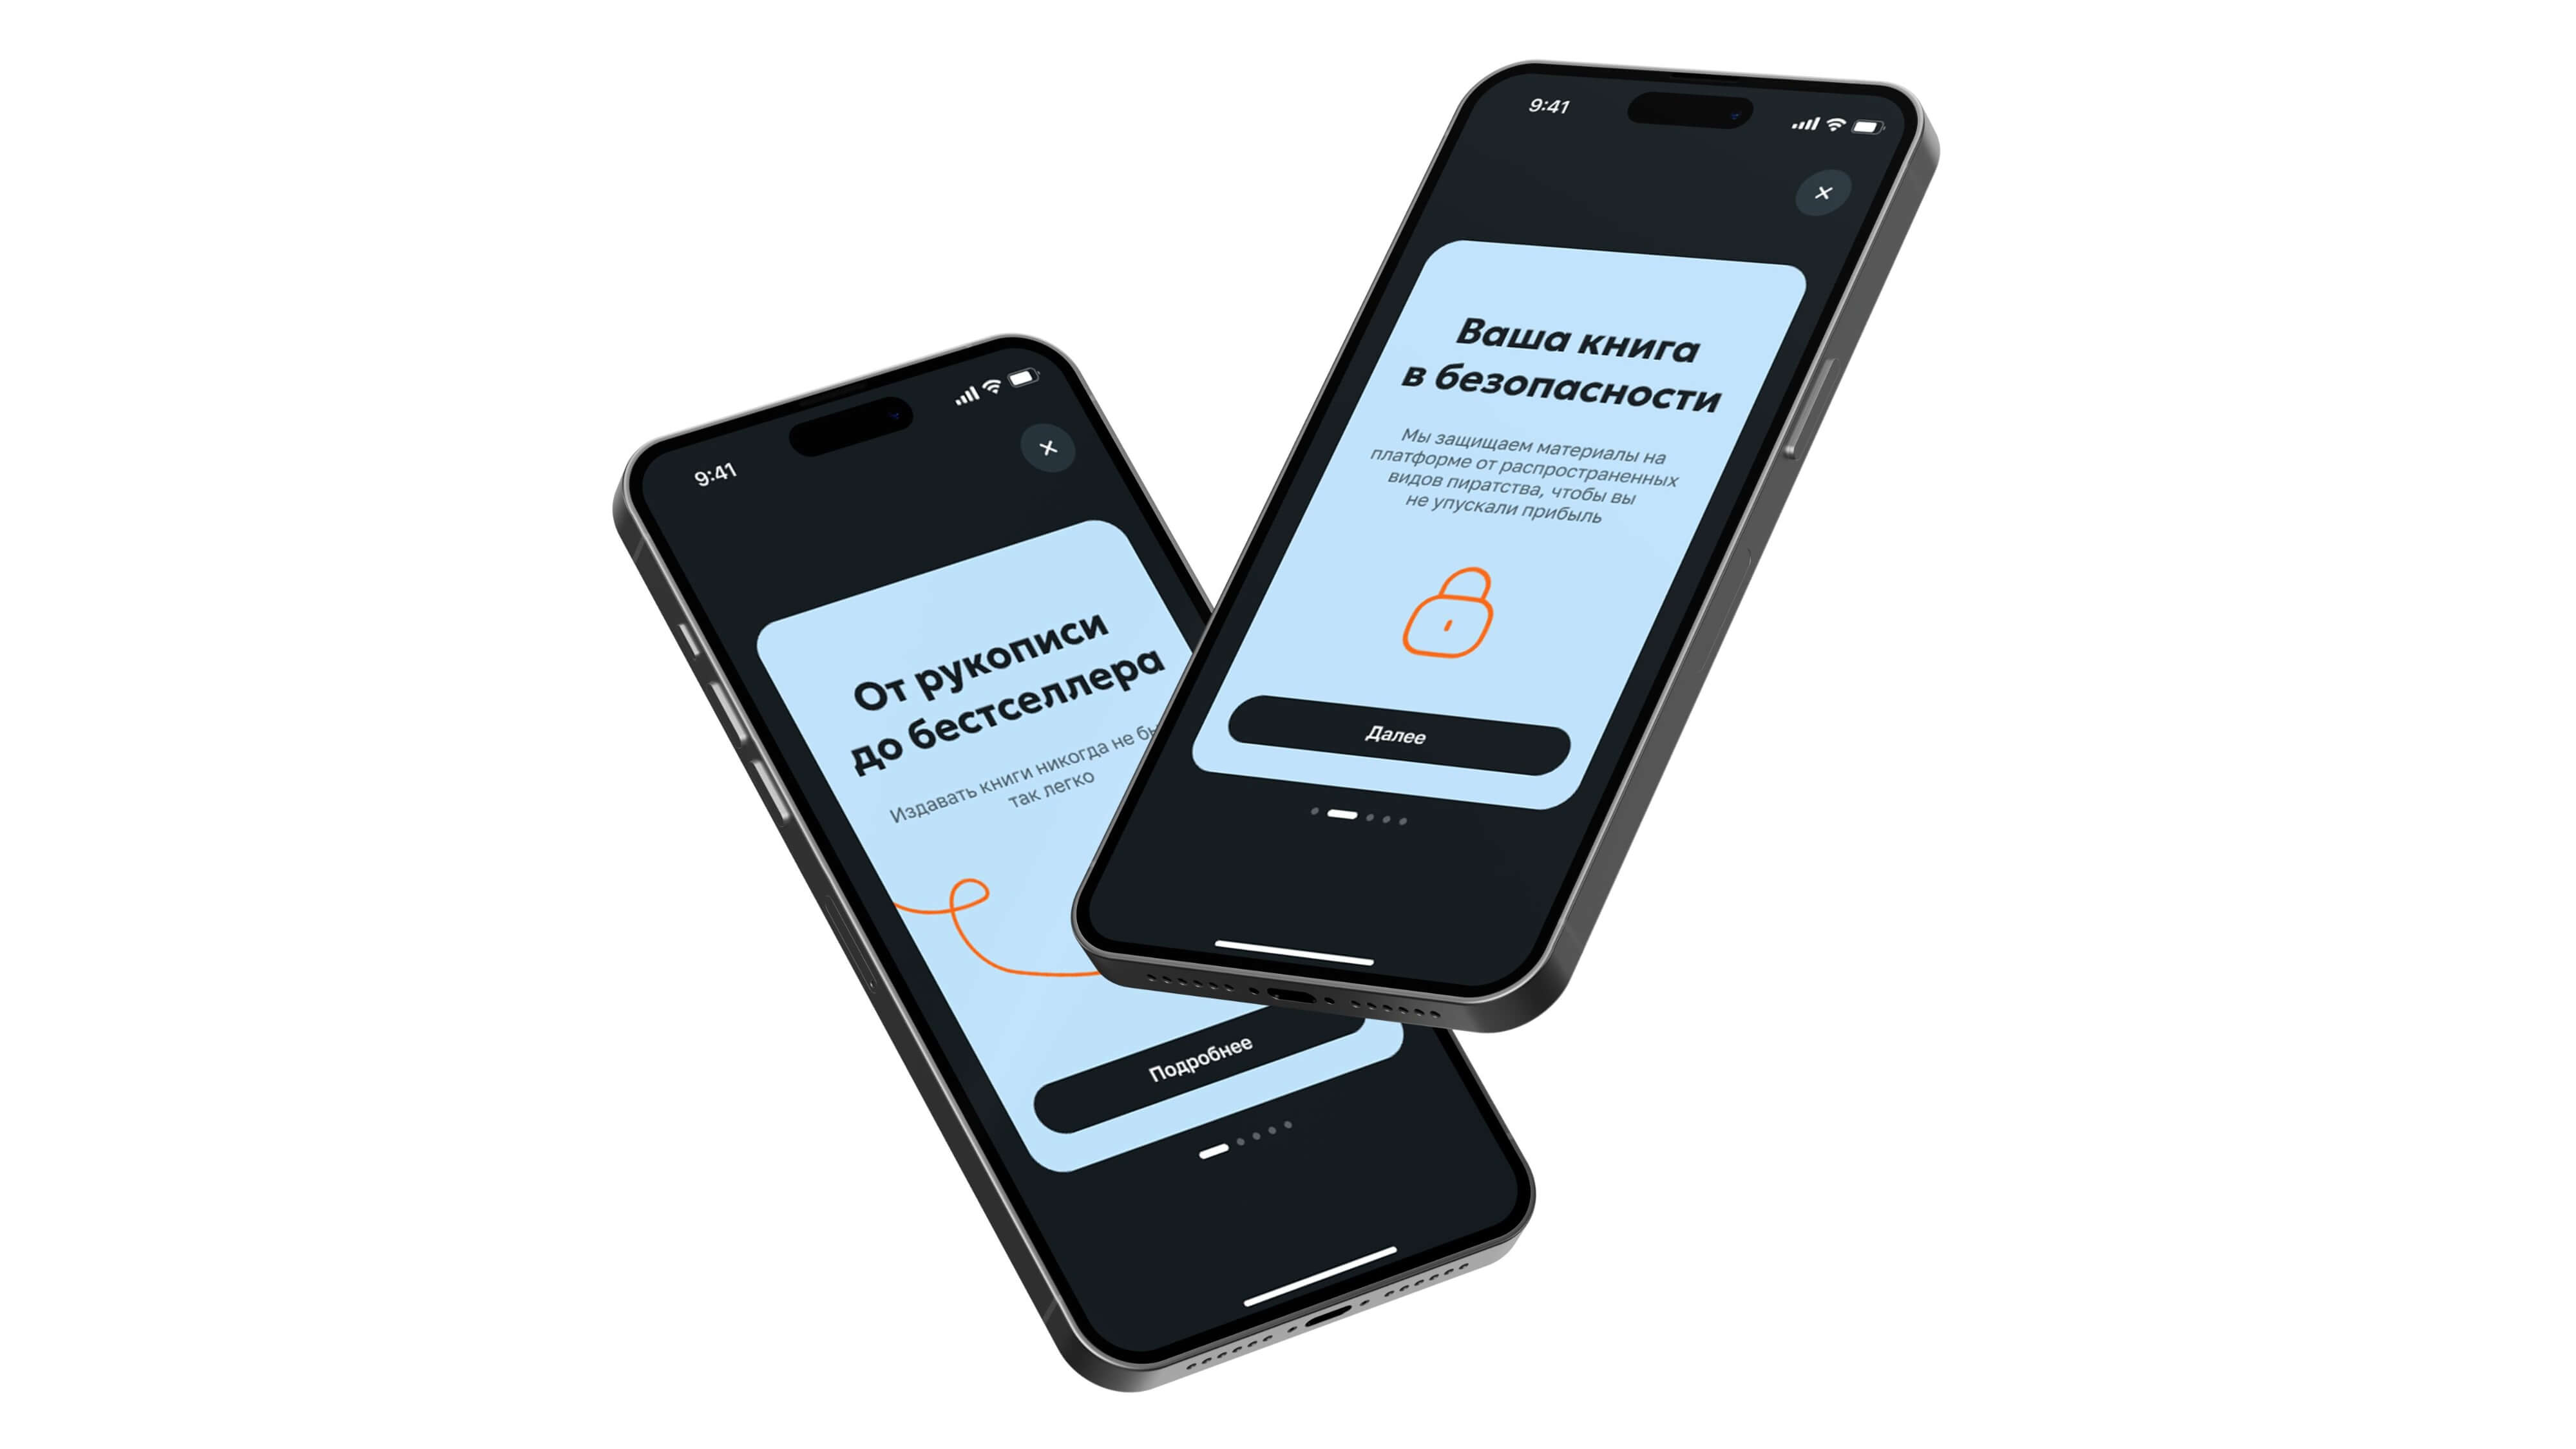 9:41
От рукописи
до бестселлера
Издавать книги никогда не
так легко
Подробнее
9:41
Ваша книга
в безопасности
Мы защищаем материалы на
платформе от распространенных
видов пиратства, чтобы вы
не упускали прибыль
Далее